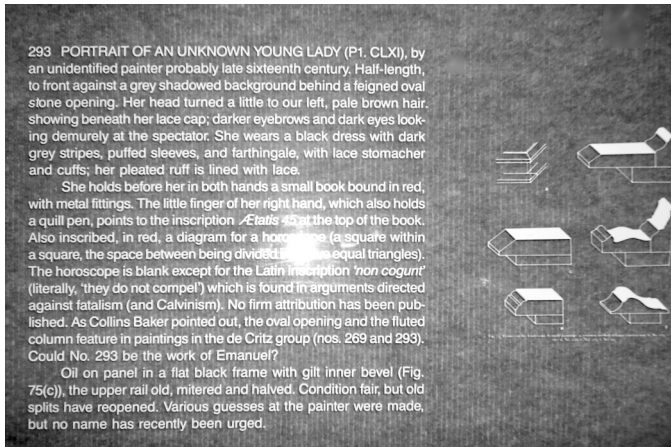 293 PORTRAIT OF AN UNKNOWN YOUNG LADY (P1. CLXI), by
an unidentified painter probably late sixteenth century. Half-length,
to front against a grey shadowed background behind a feigned oval
stone opening. Her head turned a little to our left, pale brown hair.
showing beneath her lace cap; darker eyebrows and dark eyes look-
ing demurely at the spectator. She wears a black dress with dark
grey stripes, puffed sleeves, and farthingale, with lace stomacher
and cuffs; her pleated ruff is lined with lace.
She holds before her in both hands a small book bound in red,
with metal fittings. The little finger of her right hand, which also holds
a quill pen, points to the inscription Ætatis 45 at the top of the book.
Also inscribed, in red, a diagram for a horoscope (a square within
a square, the space between being divided equal triangles).
The horoscope is blank except for the Latin inscription 'non cogunt'
(literally, 'they do not compel') which is found in arguments directed
against fatalism (and Calvinism). No firm attribution has been pub-
lished. As Collins Baker pointed out, the oval opening and the fluted
column feature in paintings in the de Critz group (nos. 269 and 293).
Could No. 293 be the work of Emanuel?
Oil on panel in a flat black frame with gilt inner bevel (Fig.
75(c)), the upper rail old, mitered and halved. Condition fair, but old
splits have reopened. Various guesses at the painter were made,
but no name has recently been urged.